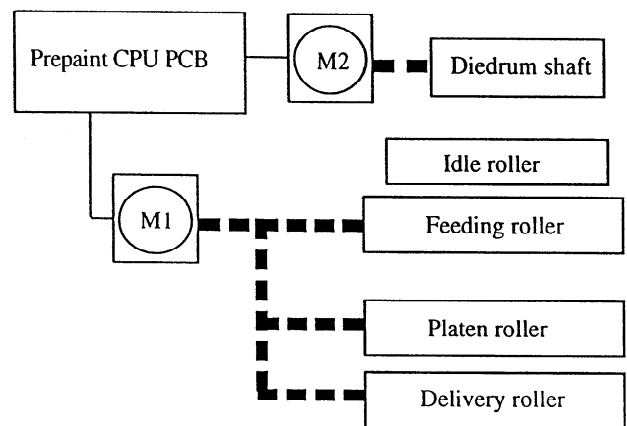 Prepaint CPU PCB
M2
Diedrum shaft
Idle roller
M1
Feeding roller
Platen roller
Delivery roller